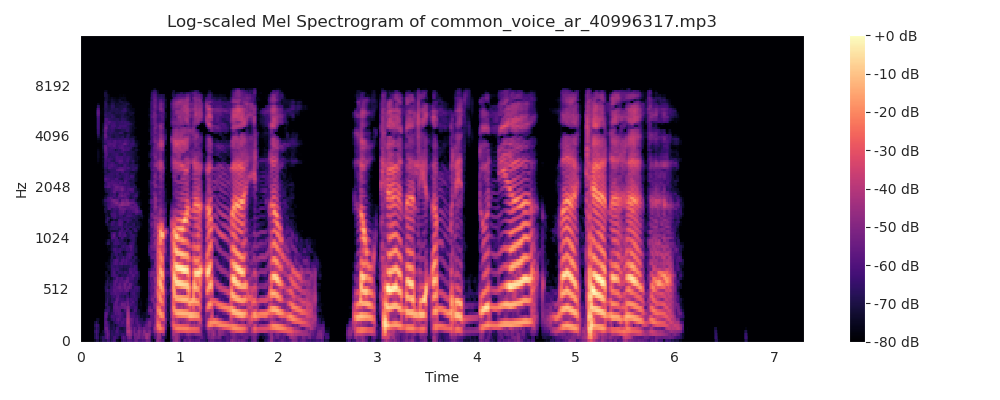 Log-scaled Mel Spectrogram of common_voice_ar_40996317.mp3
8192
4096
2048
1024
512
0
Hz
0 1 2 3 4 5 6 7
Time
+0 dB
-10 dB
-20 dB
-30 dB
-40 dB
-50 dB
-60 dB
-70 dB
-80 dB